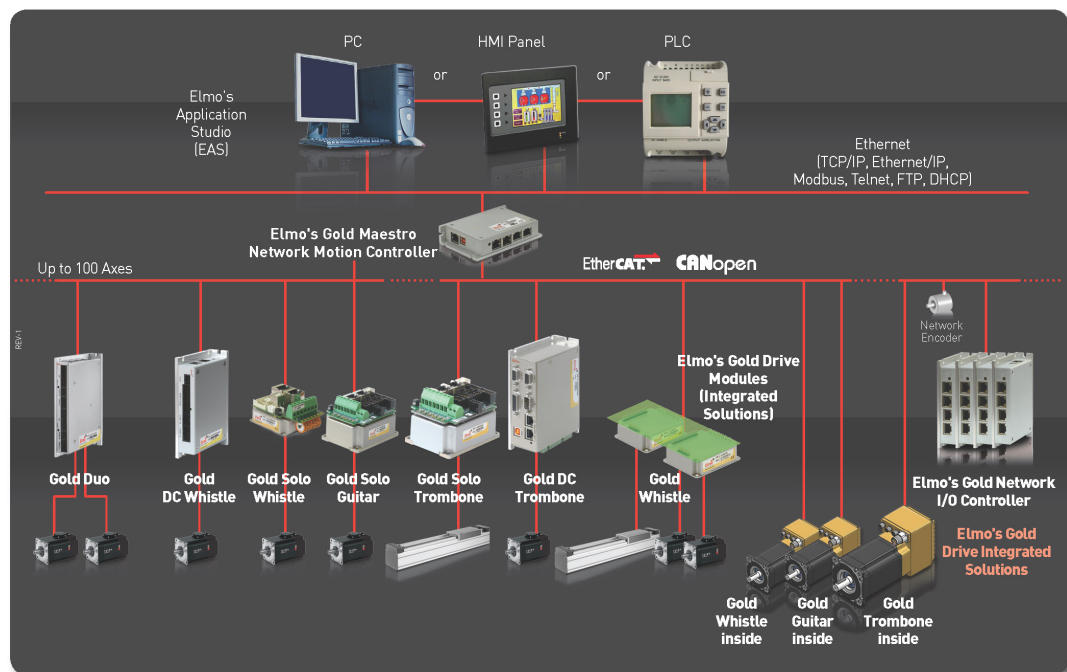 PC
HMI Panel
PLC
or
or
Elmo's
Application
Studio
(EAS)
Ethernet
(TCP/IP, Ethernet/IP,
Modbus, Telnet, FTP, DHCP)
Elmo's Gold Maestro
Network Motion Controller
EtherCAT.
CANopen
Up to 100 Axes
REV-1
Network
Encoder
Elmo's Gold Drive
Modules
(Integrated
Solutions)
Gold Duo
Gold
DC Whistle
Gold Solo
Whistle
Gold Solo
Guitar
Gold Solo
Trombone
Gold DC
Trombone
Gold
Whistle
Elmo's Gold Network
I/O Controller
Elmo's Gold
Drive Integrated
Solutions
Gold
Whistle
inside
Gold
Guitar
inside
Gold
Trombone
inside